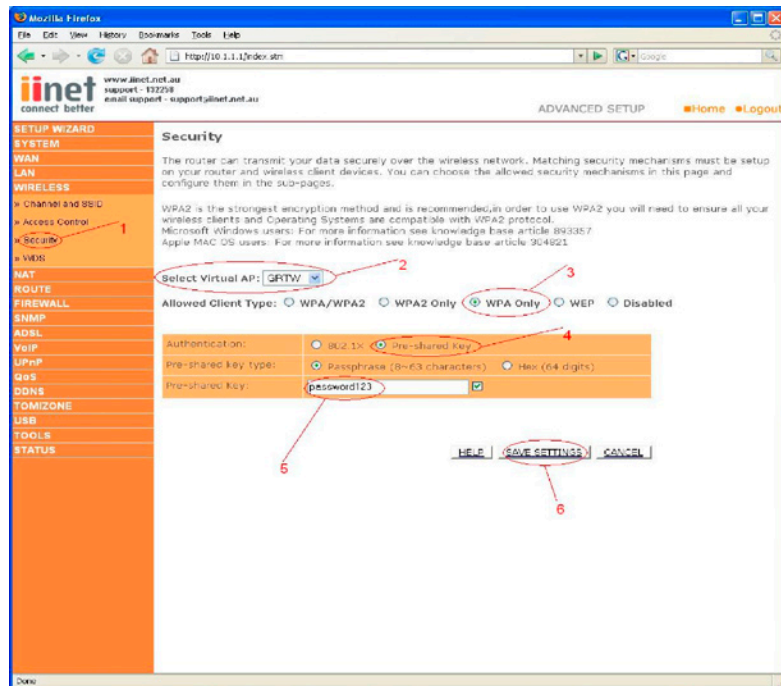 Mozilla Firefox
File Edit View History Bookmarks Tools Help
http://10.1.1.1/index.stm
Google
iinet
connect better
www.iinet.net.au
support - 132258
email support - support@iinet.net.au
ADVANCED SETUP
Home
Logout
SETUP WIZARD
SYSTEM
WAN
LAN
WIRELESS
» Channel and SSID
» Access Control
» Security
» WDS
NAT
ROUTE
FIREWALL
SNMP
ADSL
VoIP
UPnP
QoS
DDNS
TOMIZONE
USB
TOOLS
STATUS
1
Security
The router can transmit your data securely over the wireless network. Matching security mechanisms must be setup
on your router and wireless client devices. You can choose the allowed security mechanisms in this page and
configure them in the sub-pages.
WPA2 is the strongest encryption method and is recommended,in order to use WPA2 you will need to ensure all your
wireless clients and Operating Systems are compatible with WPA2 protocol.
Microsoft Windows users: For more information see knowledge base article 893357
Apple MAC OS users: For more information see knowledge base article 304821
2
Select Virtual AP: GRTW
3
Allowed Client Type: WPA/WPA2 WPA2 Only WPA Only WEP Disabled
4
Authentication: 802.1X Pre-shared Key
Pre-shared key type: Passphrase (8~63 characters) Hex (64 digits)
Pre-shared Key: password123
5
HELP SAVE SETTINGS CANCEL
6
Done